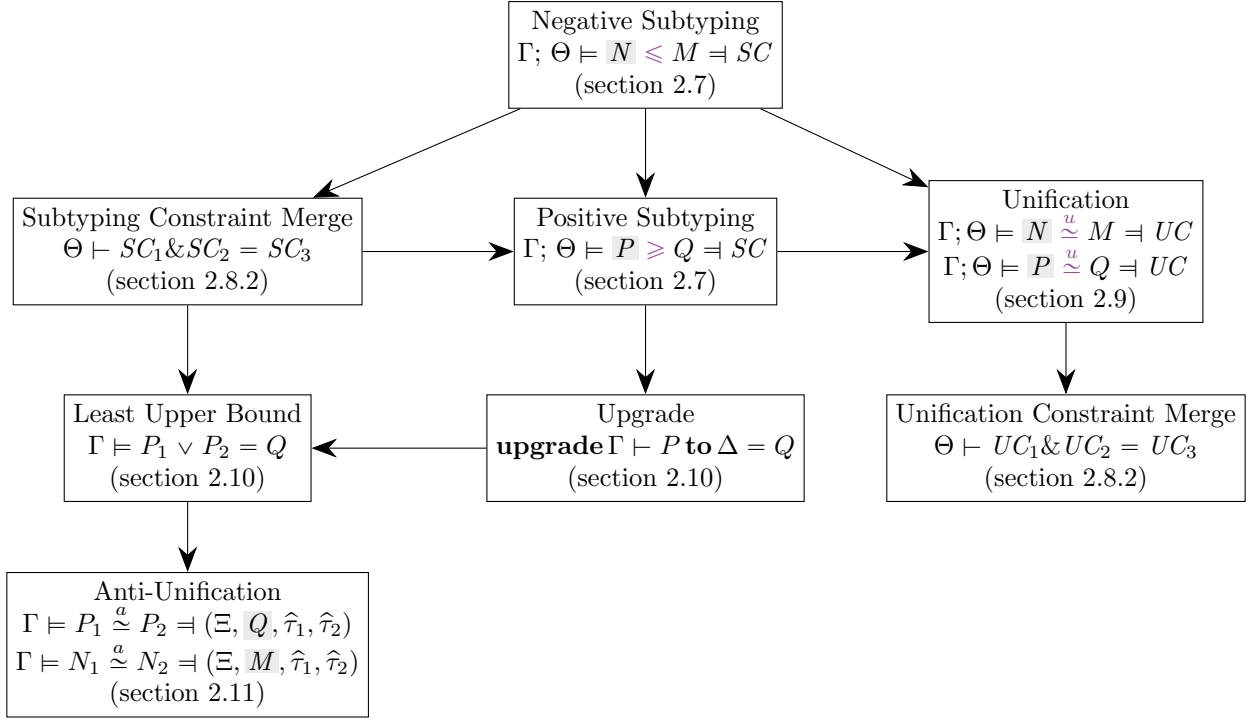 Negative Subtyping
Γ; Θ ⊨ N ⩽ M ⫤ SC
(section 2.7)
Subtyping Constraint Merge
Θ ⊢ SC₁&SC₂ = SC₃
(section 2.8.2)
Positive Subtyping
Γ; Θ ⊨ P ⩾ Q ⫤ SC
(section 2.7)
Unification
Γ; Θ ⊨ N ≃ᵘ M ⫤ UC
Γ; Θ ⊨ P ≃ᵘ Q ⫤ UC
(section 2.9)
Least Upper Bound
Γ ⊨ P₁ ∨ P₂ = Q
(section 2.10)
Upgrade
upgrade Γ ⊢ P to Δ = Q
(section 2.10)
Unification Constraint Merge
Θ ⊢ UC₁&UC₂ = UC₃
(section 2.8.2)
Anti-Unification
Γ ⊨ P₁ ≃ᵃ P₂ ⫤ (Ξ, Q, τ̂₁, τ̂₂)
Γ ⊨ N₁ ≃ᵃ N₂ ⫤ (Ξ, M, τ̂₁, τ̂₂)
(section 2.11)